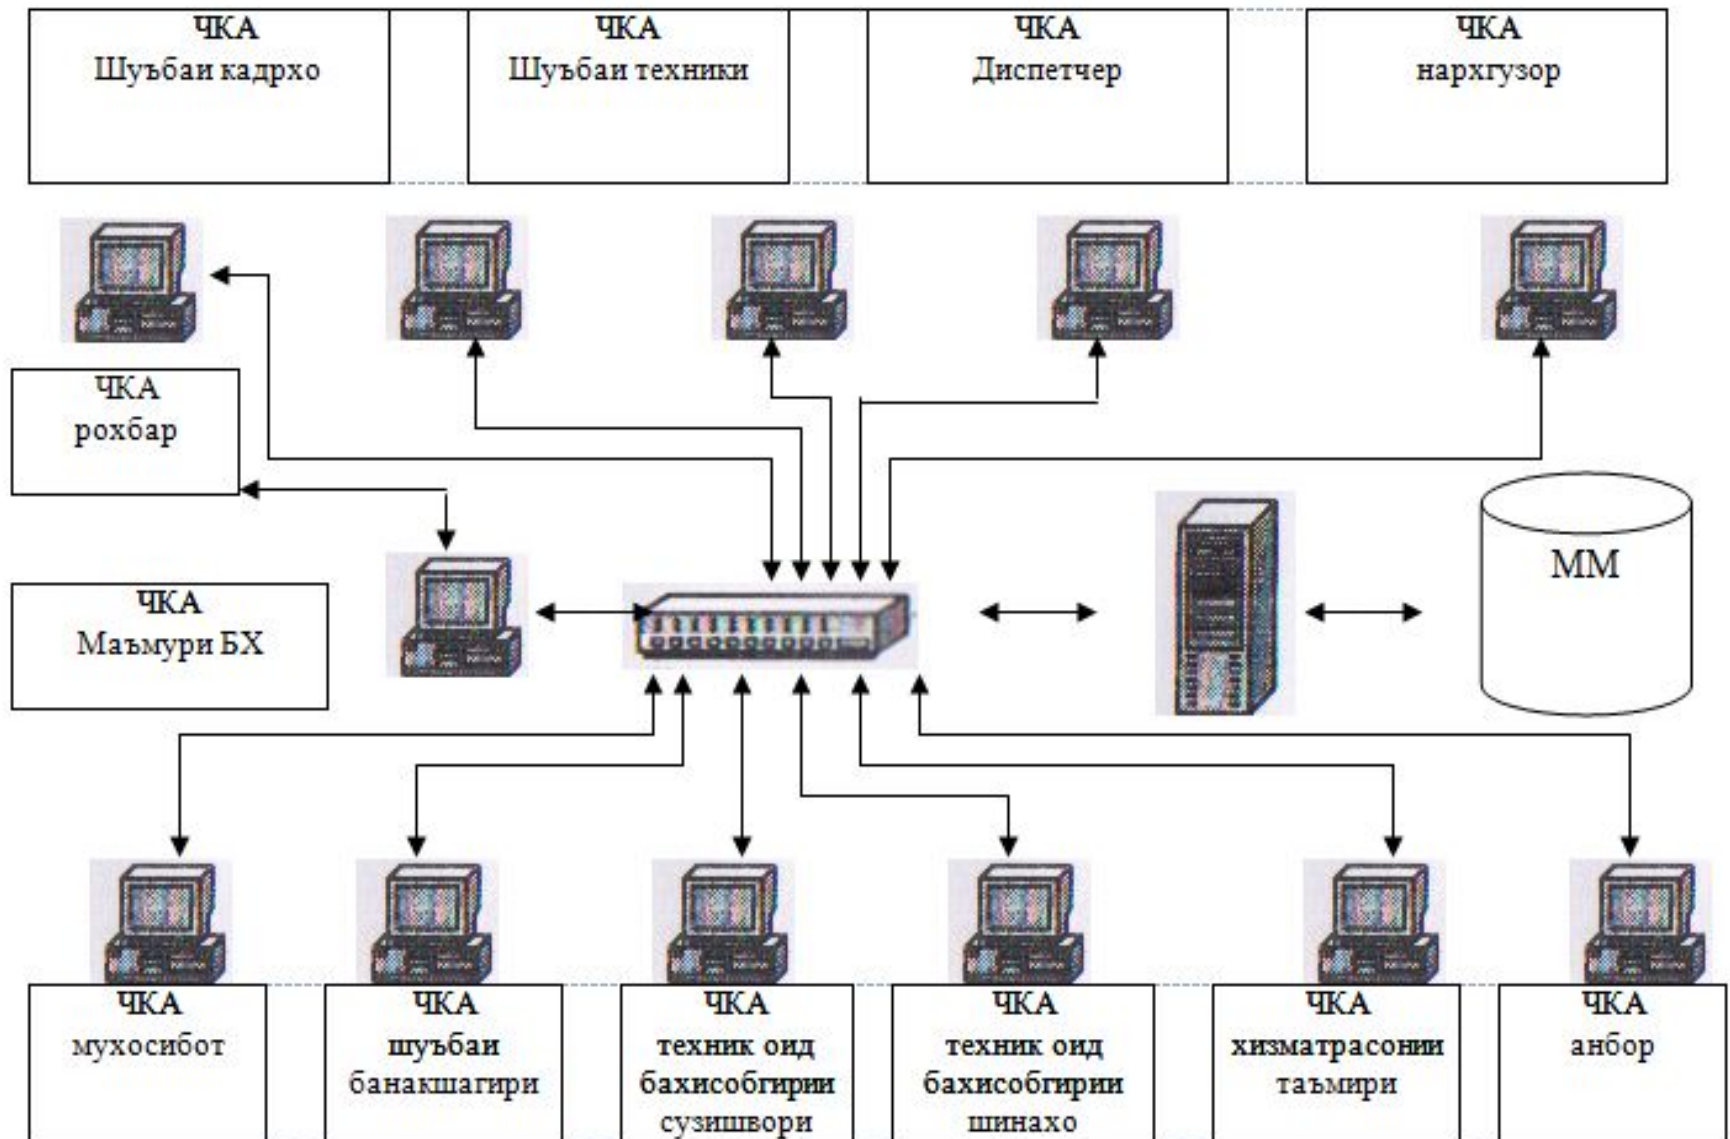 ЧКА
Шуъбаи кадрхо
ЧКА
Шуъбаи техники
ЧКА
Диспетчер
ЧКА
нархгузор
ЧКА
рохбар
ММ
ЧКА
Маъмури БХ
ЧКА
мухосибот
ЧКА
шуъбаи
банакшагири
ЧКА
техник оид
бахисобгирии
сузишвори
ЧКА
техник оид
бахисобгирии
шинахо
ЧКА
хизматрасонии
таъмири
ЧКА
анбор